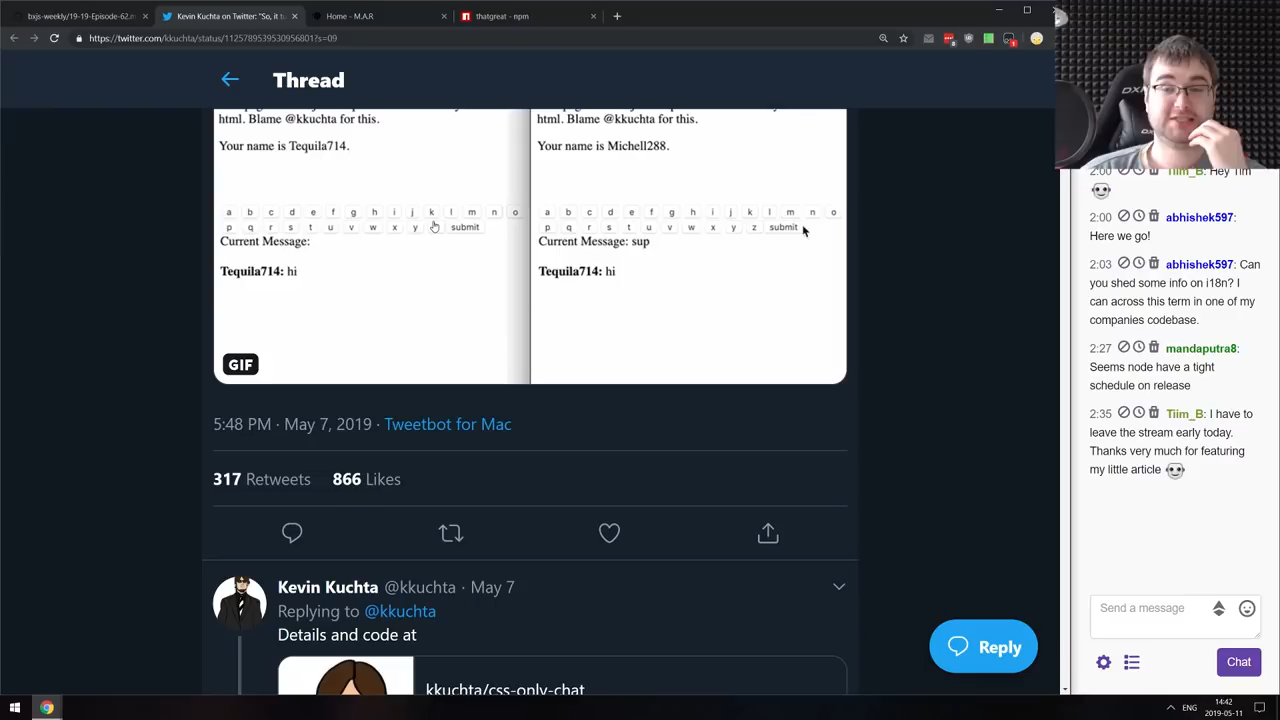 bxjs-weekly/19-19-Episode-62.m
Kevin Kuchta on Twitter: "So, it t
Home - M.A.R
thatgreat - npm
https://twitter.com/kkuchta/status/1125789539530956801?s=09
Thread
html. Blame @kkuchta for this.
Your name is Tequila714.
a b c d e f g h i j k l m n o
p q r s t u v w x y submit
Current Message:
Tequila714: hi
html. Blame @kkuchta for this.
Your name is Michell288.
a b c d e f g h i j k l m n o
p q r s t u v w x y z submit
Current Message: sup
Tequila714: hi
GIF
5:48 PM · May 7, 2019 · Tweetbot for Mac
317 Retweets 866 Likes
Kevin Kuchta @kkuchta · May 7
Replying to @kkuchta
Details and code at
kkuchta/css-only-chat
Reply
DX
2:00 Tiim_B: Hey Tim
2:00 abhishek597:
Here we go!
2:03 abhishek597: Can
you shed some info on i18n? I
can across this term in one of my
companies codebase.
2:27 mandaputra8:
Seems node have a tight
schedule on release
2:35 Tiim_B: I have to
leave the stream early today.
Thanks very much for featuring
my little article
Send a message
Chat
ENG
14:42
2019-05-11